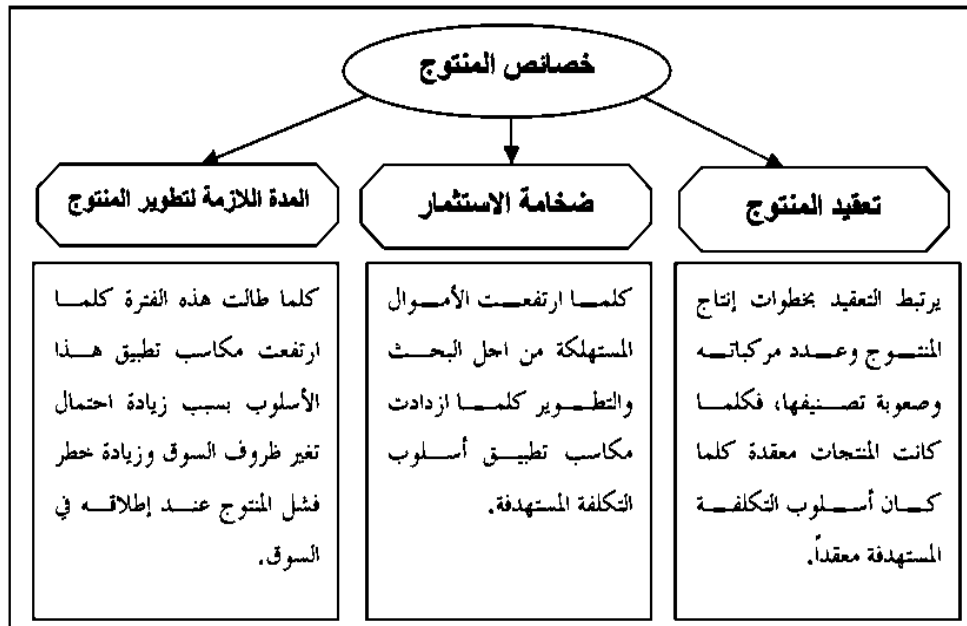 خصائص المنتوج
تعقيد المنتوج
يرتبط التعقيد بخطوات إنتاج
المنتوج وعدد مركباته
وصعوبة تصنيفها، فكلما
كانت المنتجات معقدة كلما
كان أسلوب التكلفة
المستهدفة معقداً.
ضخامة الاستثمار
كلما ارتفعت الأموال
المستهلكة من اجل البحث
والتطوير كلما ازدادت
مكاسب تطبيق أسلوب
التكلفة المستهدفة.
المدة اللازمة لتطوير المنتوج
كلما طالت هذه الفترة كلما
ارتفعت مكاسب تطبيق هذا
الأسلوب بسبب زيادة احتمال
تغير ظروف السوق وزيادة خطر
فشل المنتوج عند إطلاقه في
السوق.